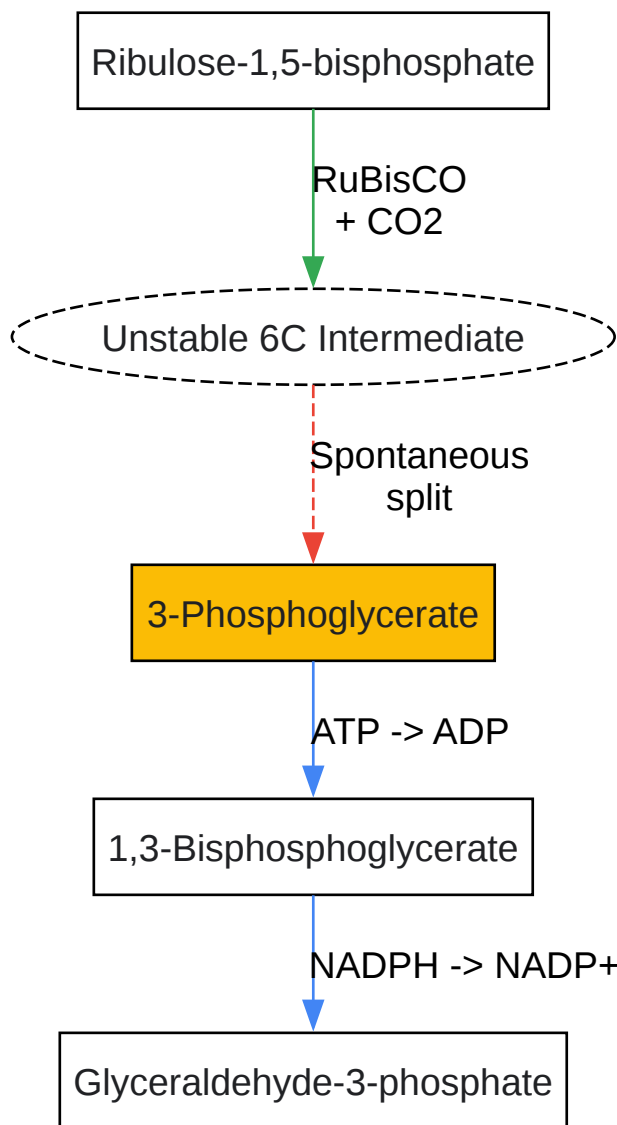 Ribulose-1,5-bisphosphate
RuBisCO
+ CO2
Unstable 6C Intermediate
Spontaneous
split
3-Phosphoglycerate
ATP -> ADP
1,3-Bisphosphoglycerate
NADPH -> NADP+
Glyceraldehyde-3-phosphate